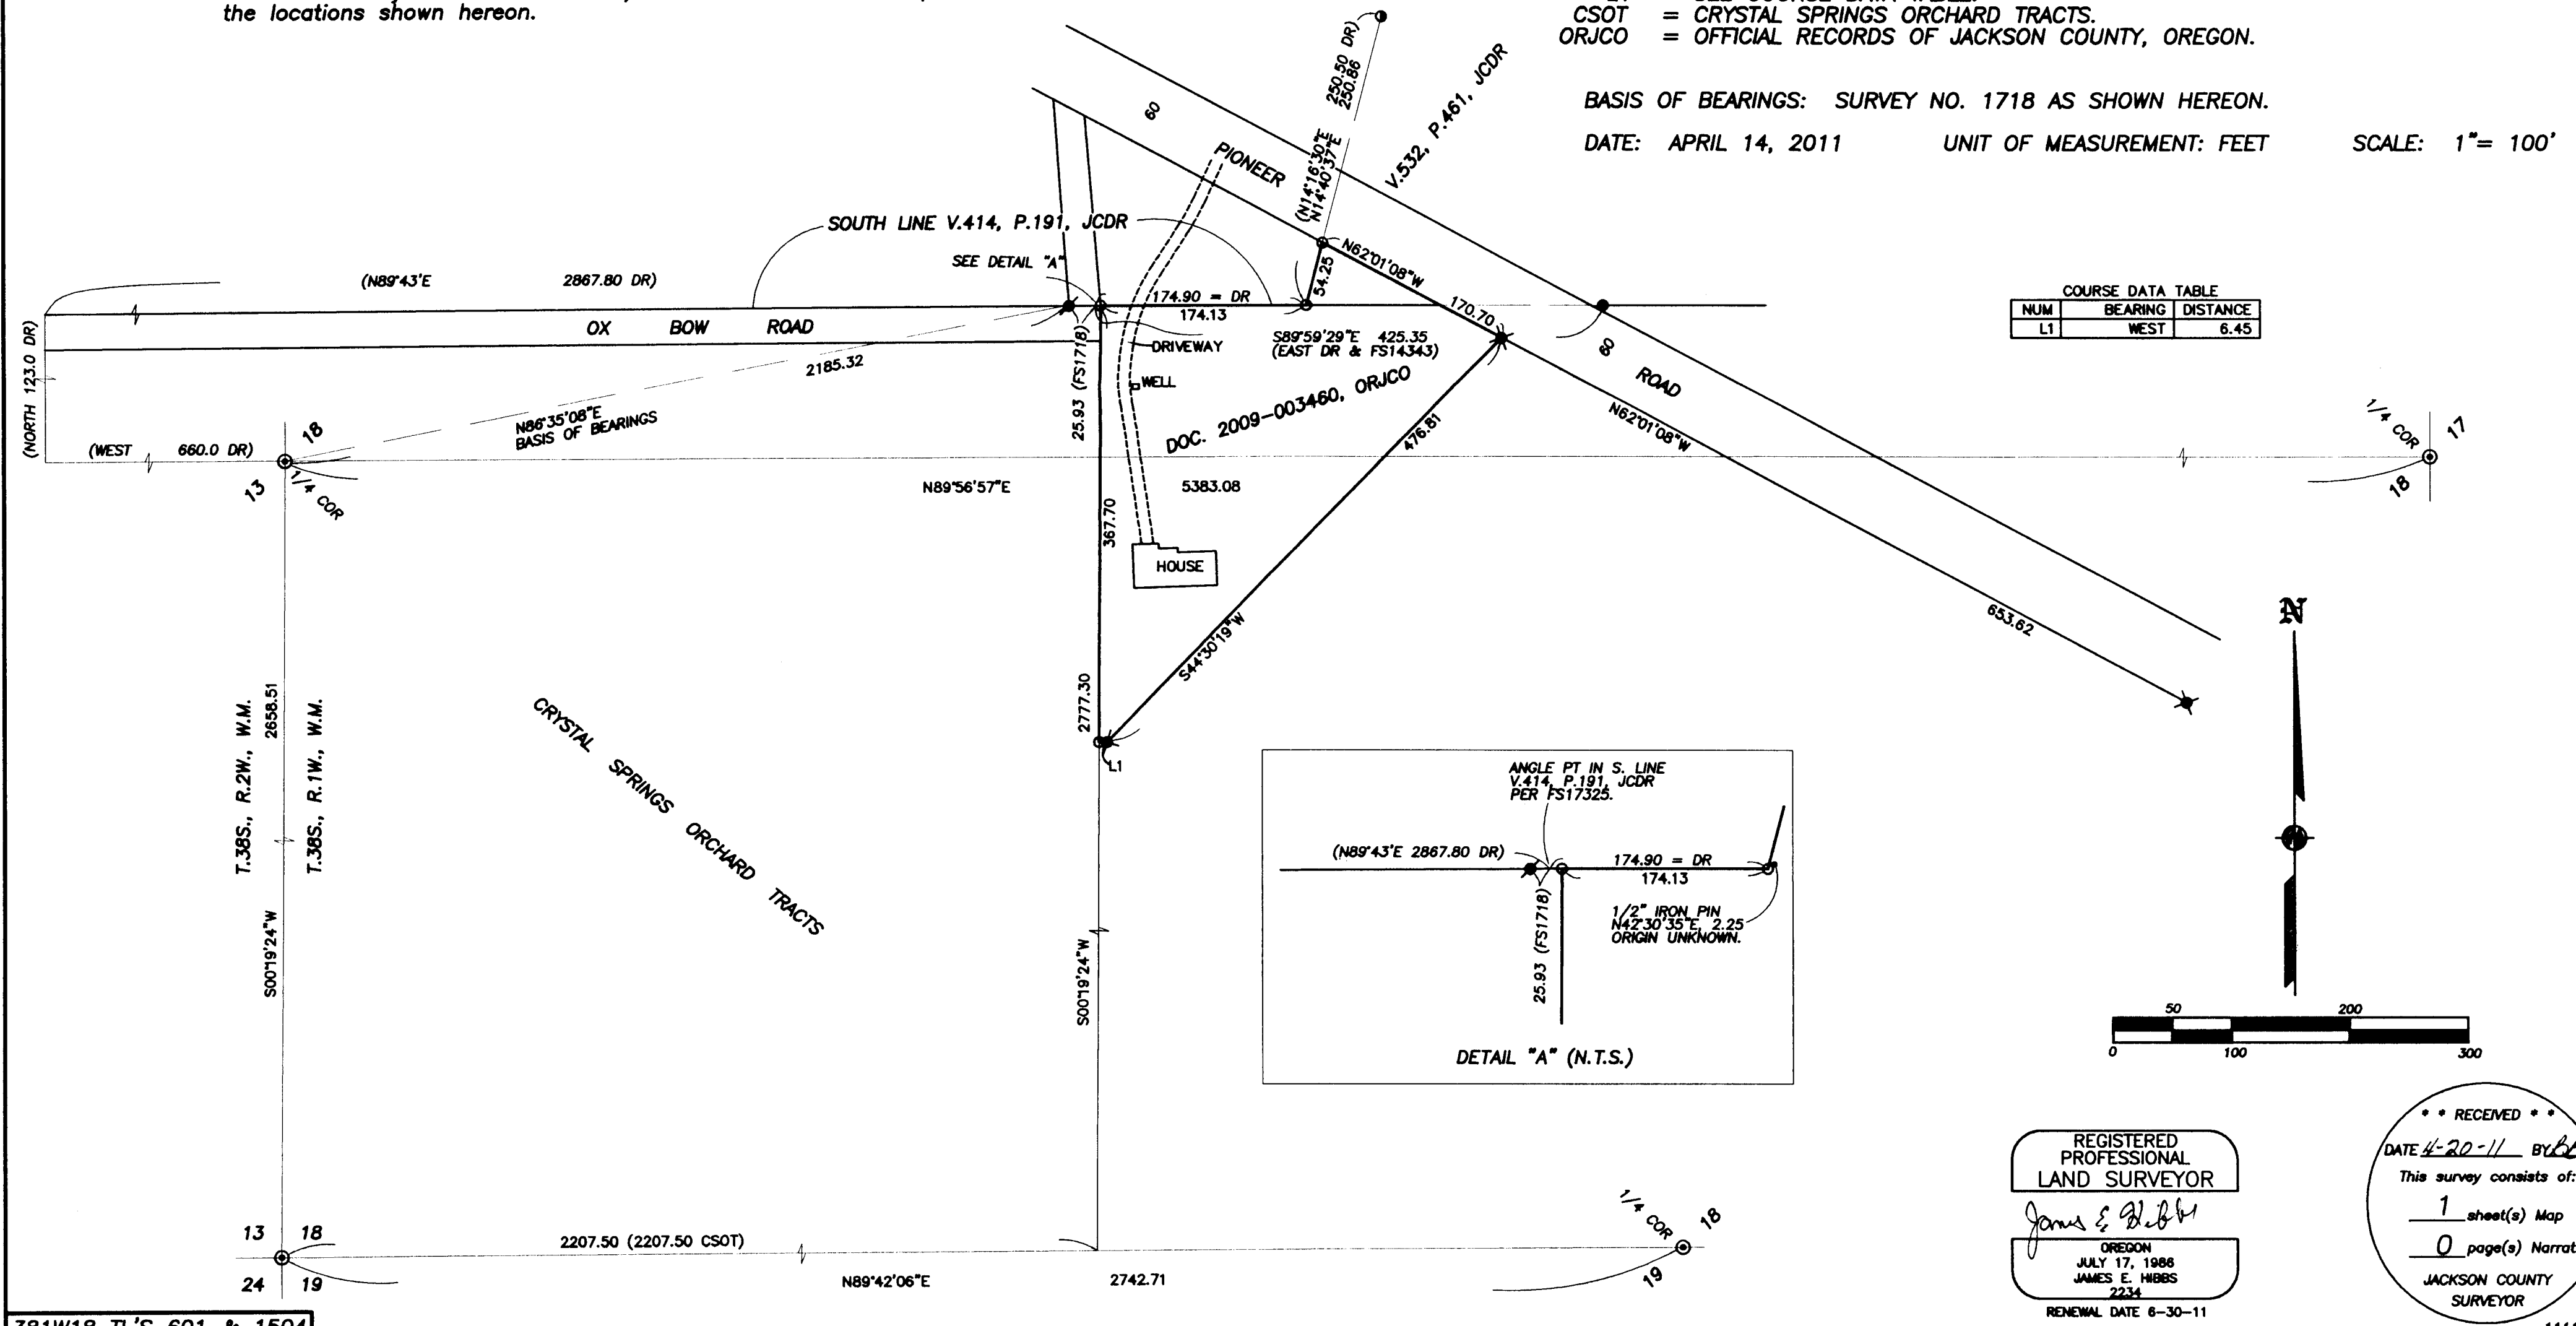 the locations shown hereon.
CSOT = CRYSTAL SPRINGS ORCHARD TRACTS.
ORJCO = OFFICIAL RECORDS OF JACKSON COUNTY, OREGON.
BASIS OF BEARINGS: SURVEY NO. 1718 AS SHOWN HEREON.
DATE: APRIL 14, 2011 UNIT OF MEASUREMENT: FEET SCALE: 1"= 100'
250.50 DR)
250.86
(N14°16'30"E
N14°40'37"E
V.532, P.461, JCDR
60
PIONEER
SOUTH LINE V.414, P.191, JCDR
SEE DETAIL "A"
(N89°43'E 2867.80 DR)
OX BOW ROAD
(NORTH 123.0 DR)
174.90 = DR
174.13
54.25
N62°01'08"W
170.70
S89°59'29"E 425.35
(EAST DR & FS14343)
DRIVEWAY
WELL
25.93 (FS1718)
2185.32
N86°35'08"E
BASIS OF BEARINGS
DOC. 2009-003460, ORJCO
476.81
60
ROAD
N62°01'08"W
COURSE DATA TABLE
NUM BEARING DISTANCE
L1 WEST 6.45
(WEST 660.0 DR)
18
13
1/4 COR
N89°56'57"E 5383.08
1/4 COR
17
18
367.70
HOUSE
S44°30'19"W
653.62
N
2777.30
L1
T.38S., R.2W., W.M.
2658.51
T.38S., R.1W., W.M.
S00°19'24"W
CRYSTAL SPRINGS ORCHARD TRACTS
S00°19'24"W
ANGLE PT IN S. LINE
V.414, P.191, JCDR
PER FS17325.
(N89°43'E 2867.80 DR)
174.90 = DR
174.13
25.93 (FS1718)
1/2" IRON PIN
N42°30'35"E, 2.25
ORIGIN UNKNOWN.
DETAIL "A" (N.T.S.)
50 200
0 100 300
13 18
24 19
2207.50 (2207.50 CSOT)
N89°42'06"E 2742.71
1/4 COR
18
19
REGISTERED
PROFESSIONAL
LAND SURVEYOR
James E. Hibbs
OREGON
JULY 17, 1986
JAMES E. HIBBS
2234
RENEWAL DATE 6-30-11
* * RECEIVED * *
DATE 4-20-11 BY
This survey consists of:
1 sheet(s) Map
0 page(s) Narrat
JACKSON COUNTY
SURVEYOR
381W18 TL'S 601 & 1504